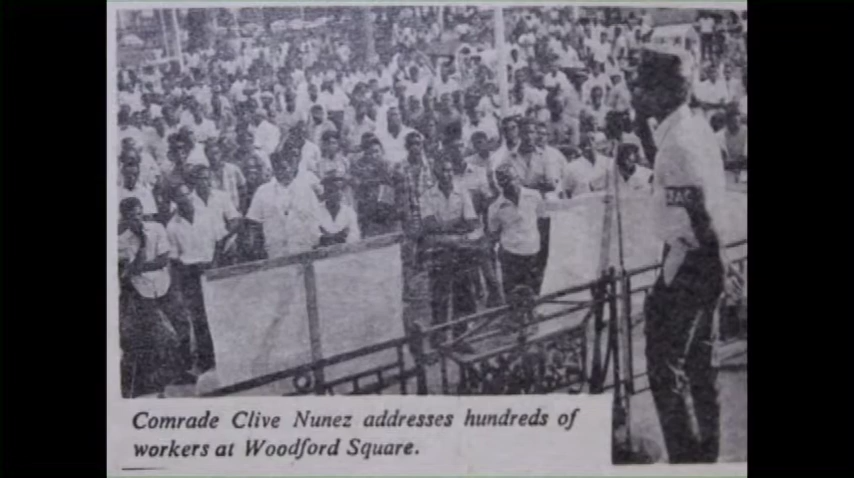 Comrade Clive Nunez addresses hundreds of
workers at Woodford Square.